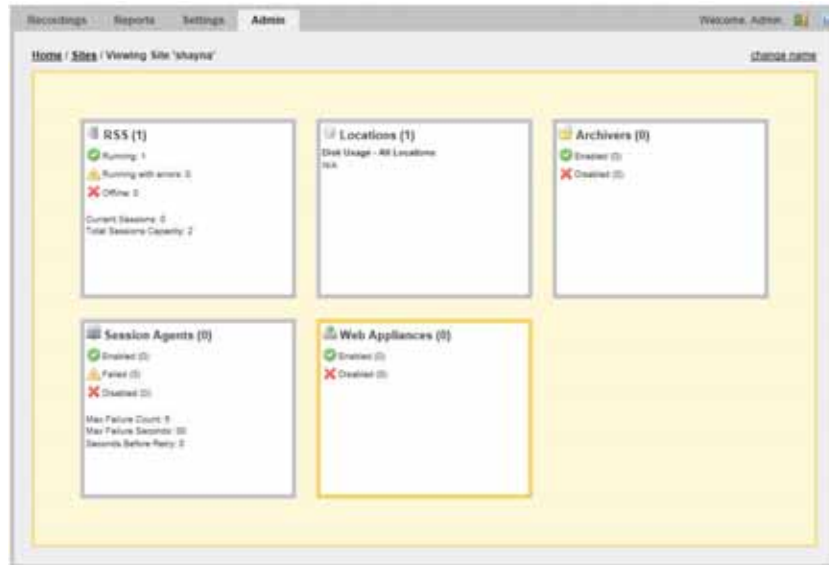 Recordings Reports Settings Admin Welcome, Admin.
Home / Sites / Viewing Site 'shayna' change name
RSS (1)
Running: 1
Running with errors: 0
Offline: 0
Current Sessions: 0
Total Sessions Capacity: 2
Locations (1)
Disk Usage - All Locations:
N/A
Archivers (0)
Enabled (0)
Disabled (0)
Session Agents (0)
Enabled (0)
Failed (0)
Disabled (0)
Max Failure Count: 5
Max Failure Seconds:
Seconds Before Retry: 0
Web Appliances (0)
Enabled (0)
Disabled (0)